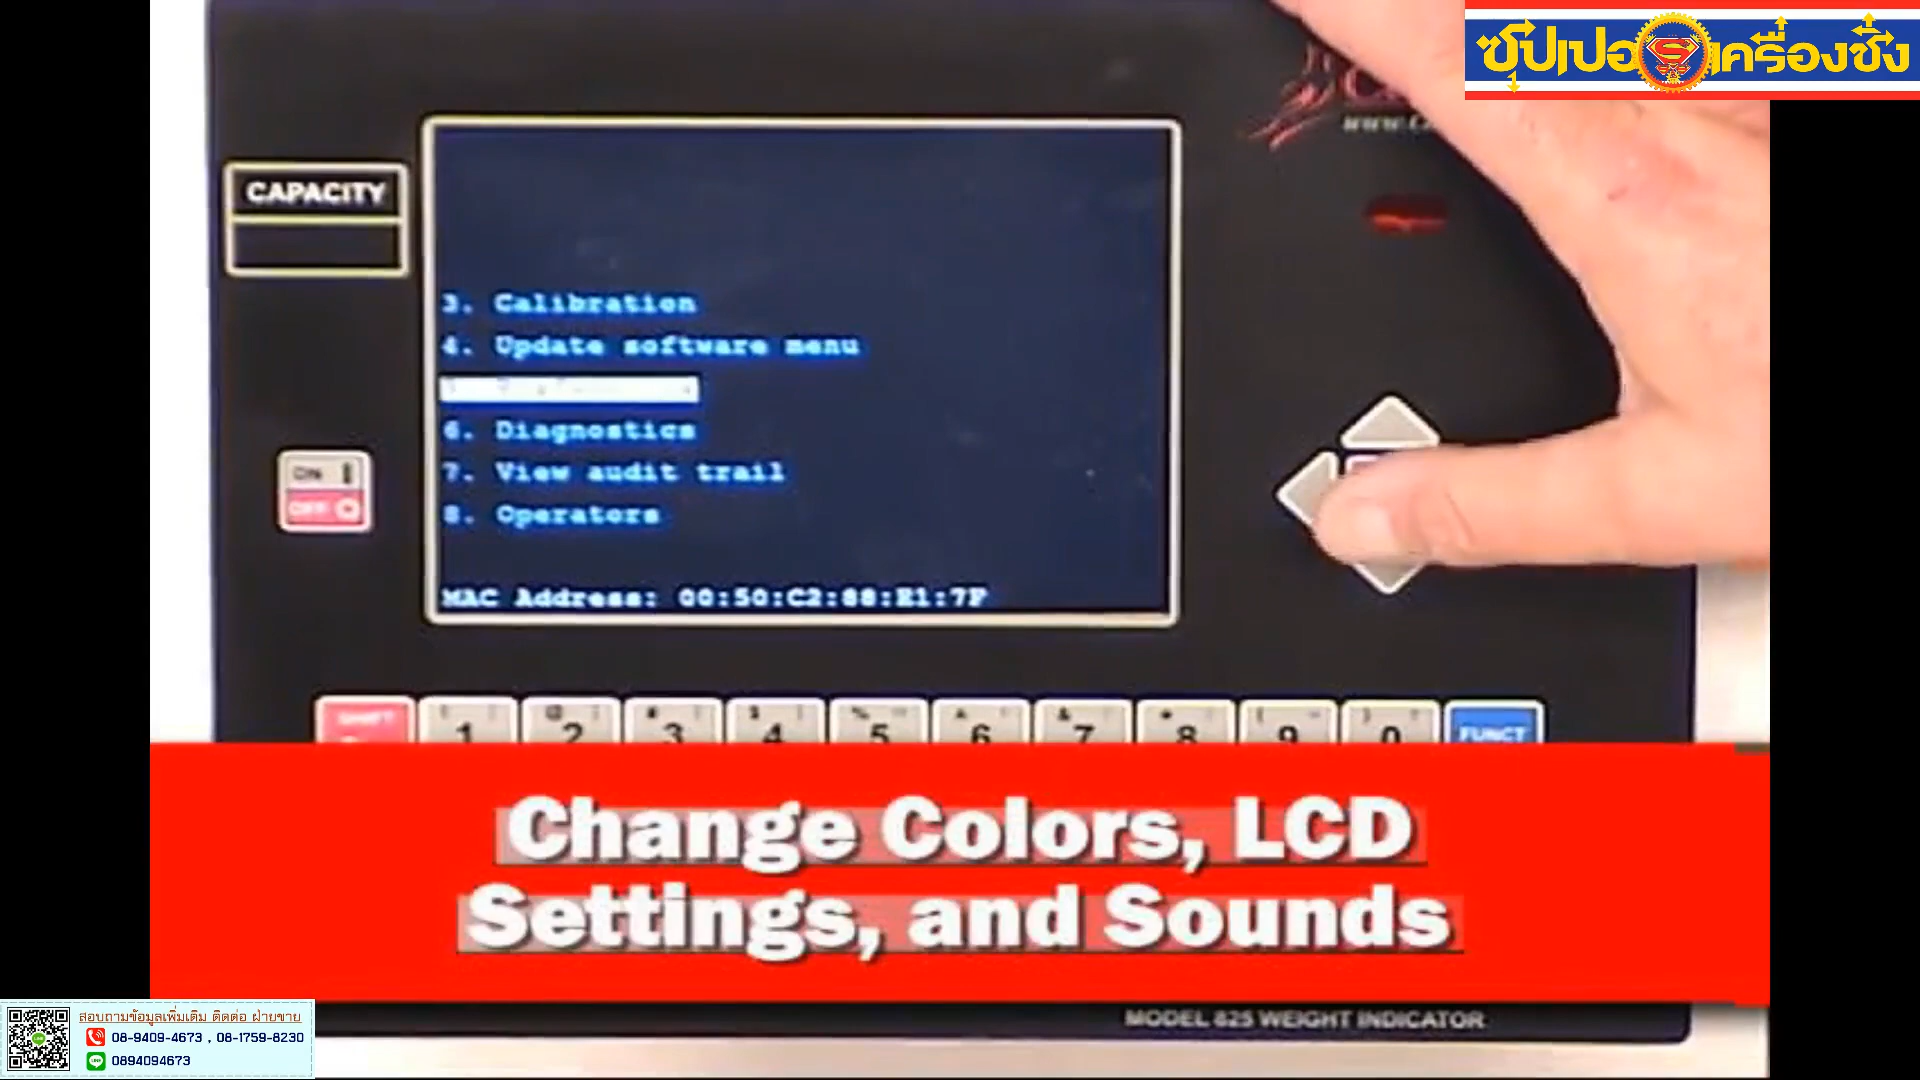 ซุปเปอร์เครื่องชั่ง
CAPACITY
3. Calibration
4. Update software menu
6. Diagnostics
7. View audit trail
8. Operators
MAC Address: 00:50:C2:88:E1:7F
ON
OFF
SHIFT
1 2 3 4 5 6 7 8 9 0
FUNCT
Change Colors, LCD
Settings, and Sounds
MODEL 825 WEIGHT INDICATOR
สอบถามข้อมูลเพิ่มเติม ติดต่อ ฝ่ายขาย
08-9409-4673 , 08-1759-8230
0894094673